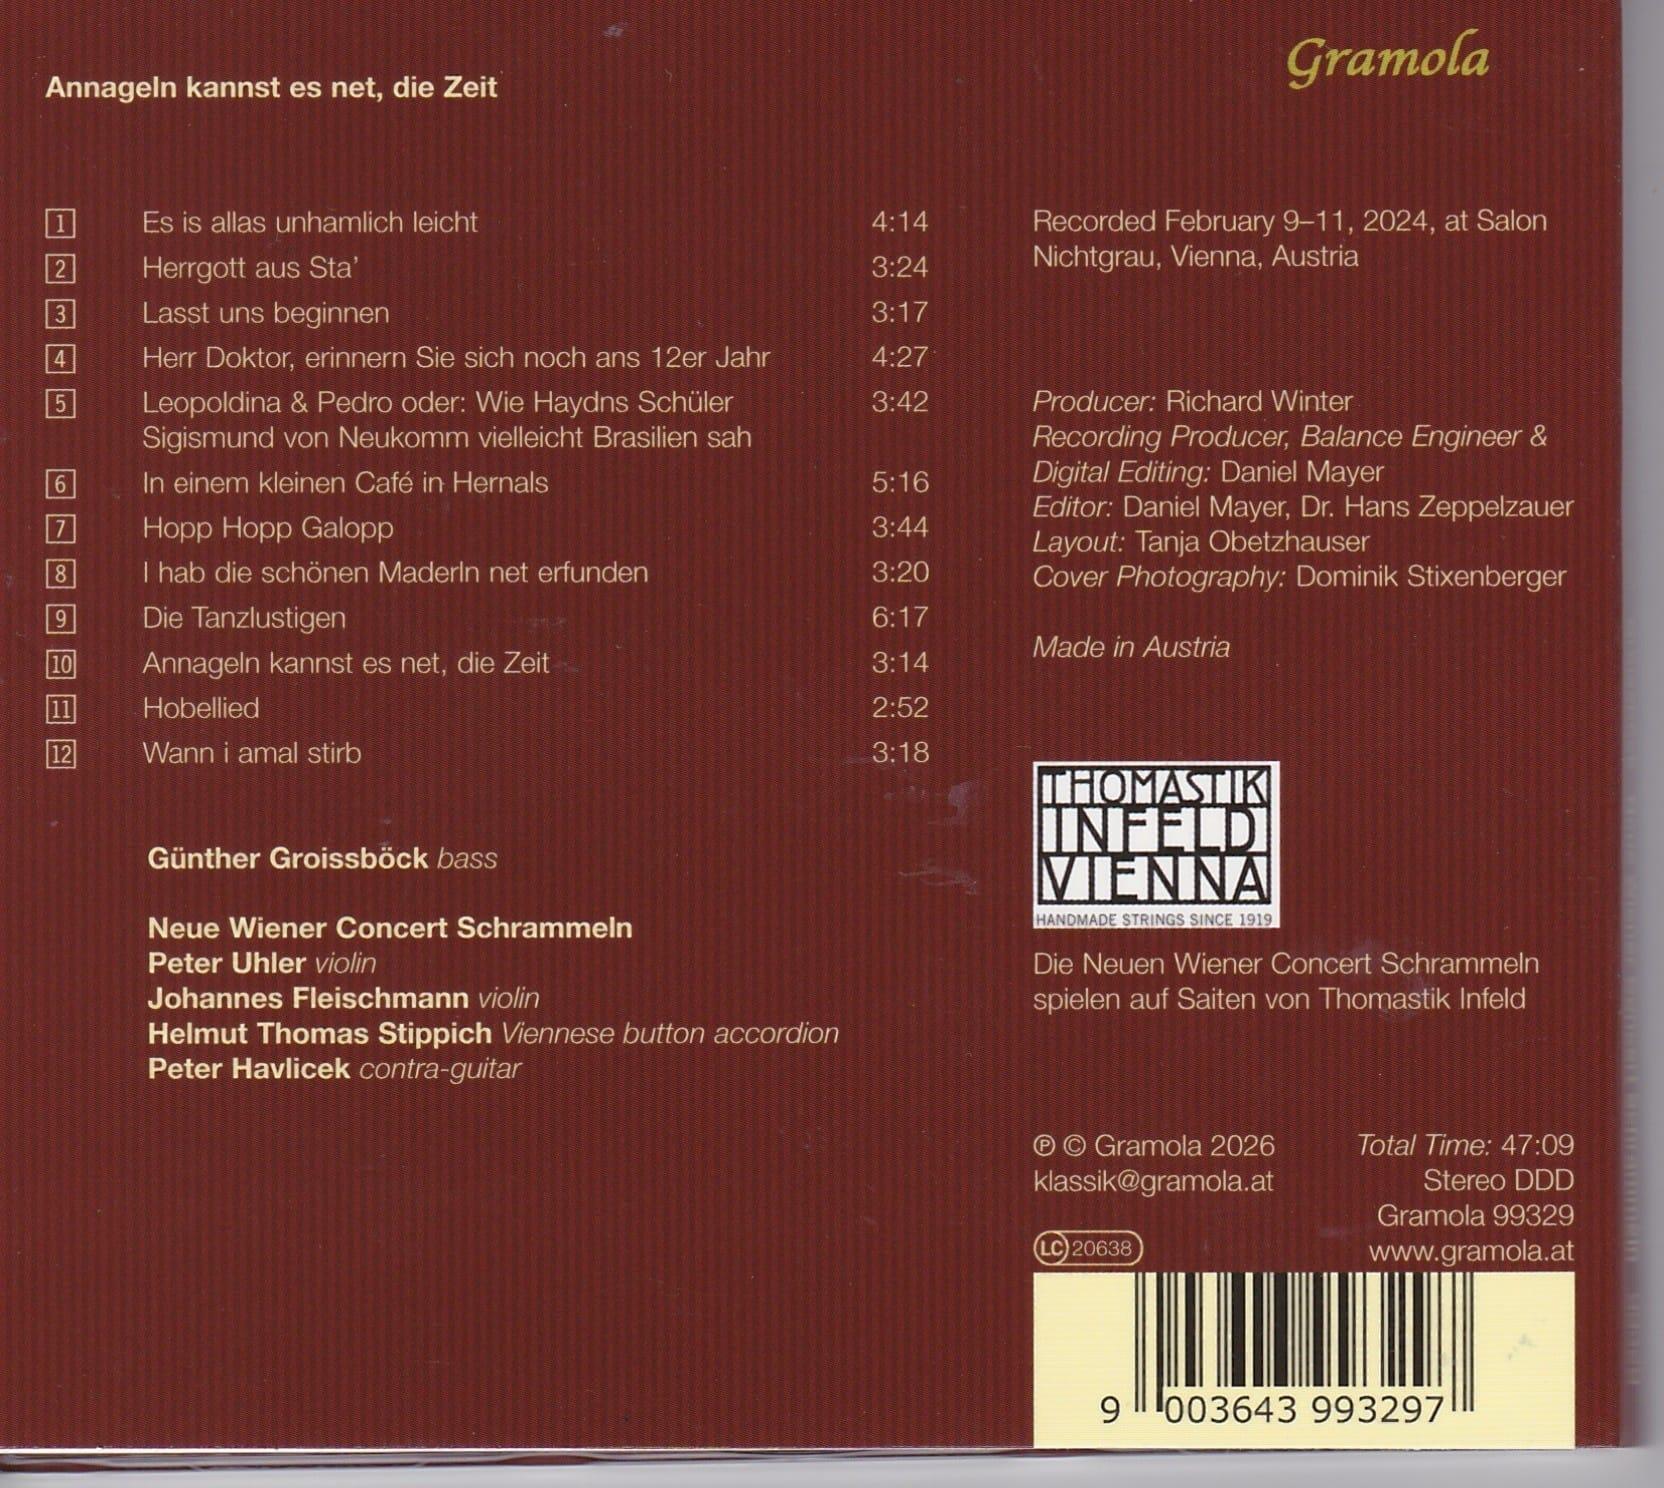 Annageln kannst es net, die Zeit
Gramola
1 Es is allas unhamlich leicht 4:14
2 Herrgott aus Sta'
3:24
3 Lasst uns beginnen 3:17
4 Herr Doktor, erinnern Sie sich noch ans 12er Jahr 4:27
5 Leopoldina & Pedro oder: Wie Haydns Schüler 3:42
Sigismund von Neukomm vielleicht Brasilien sah
6 In einem kleinen Café in Hernals 5:16
7 Hopp Hopp Galopp 3:44
8 I hab die schönen Maderln net erfunden 3:20
9 Die Tanzlustigen 6:17
10 Annageln kannst es net, die Zeit 3:14
11 Hobellied 2:52
12 Wann i amal stirb 3:18
Günther Groissböck bass
Neue Wiener Concert Schrammeln
Peter Uhler violin
Johannes Fleischmann violin
Helmut Thomas Stippich Viennese button accordion
Peter Havlicek contra-guitar
Recorded February 9–11, 2024, at Salon
Nichtgrau, Vienna, Austria
Producer: Richard Winter
Recording Producer, Balance Engineer &
Digital Editing: Daniel Mayer
Editor: Daniel Mayer, Dr. Hans Zeppelzauer
Layout: Tanja Obetzhauser
Cover Photography: Dominik Stixenberger
Made in Austria
THOMASTIK
INFELD
VIENNA
HANDMADE STRINGS SINCE 1919
Die Neuen Wiener Concert Schrammeln
spielen auf Saiten von Thomastik Infeld
℗ © Gramola 2026 Total Time: 47:09
klassik@gramola.at Stereo DDD
Gramola 99329
LC 20638 www.gramola.at
9 003643 993297